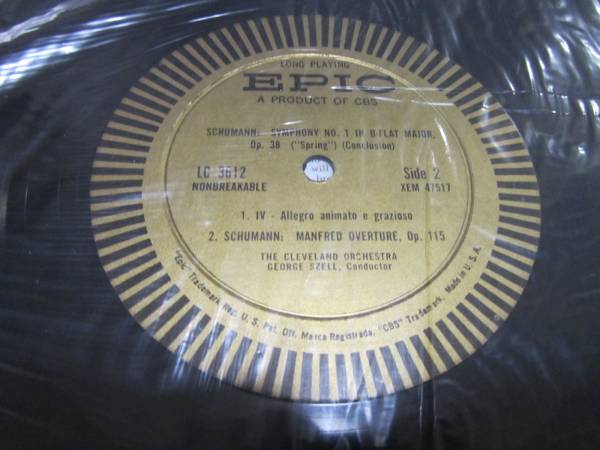 LONG PLAYING
EPIC
A PRODUCT OF CBS
SCHUMANN: SYMPHONY NO. 1 IN B-FLAT MAJOR,
Op. 38 ("Spring") (Conclusion)
LC 3612
NONBREAKABLE
will
be
Side 2
XEM 47517
1. IV - Allegro animato e grazioso
2. SCHUMANN: MANFRED OVERTURE, Op. 115
THE CLEVELAND ORCHESTRA
GEORGE SZELL, Conductor
"Epic" Trademark Reg. U. S. Pat. Off. Marca Registrada. "CBS" Trademark. Made in U. S. A.